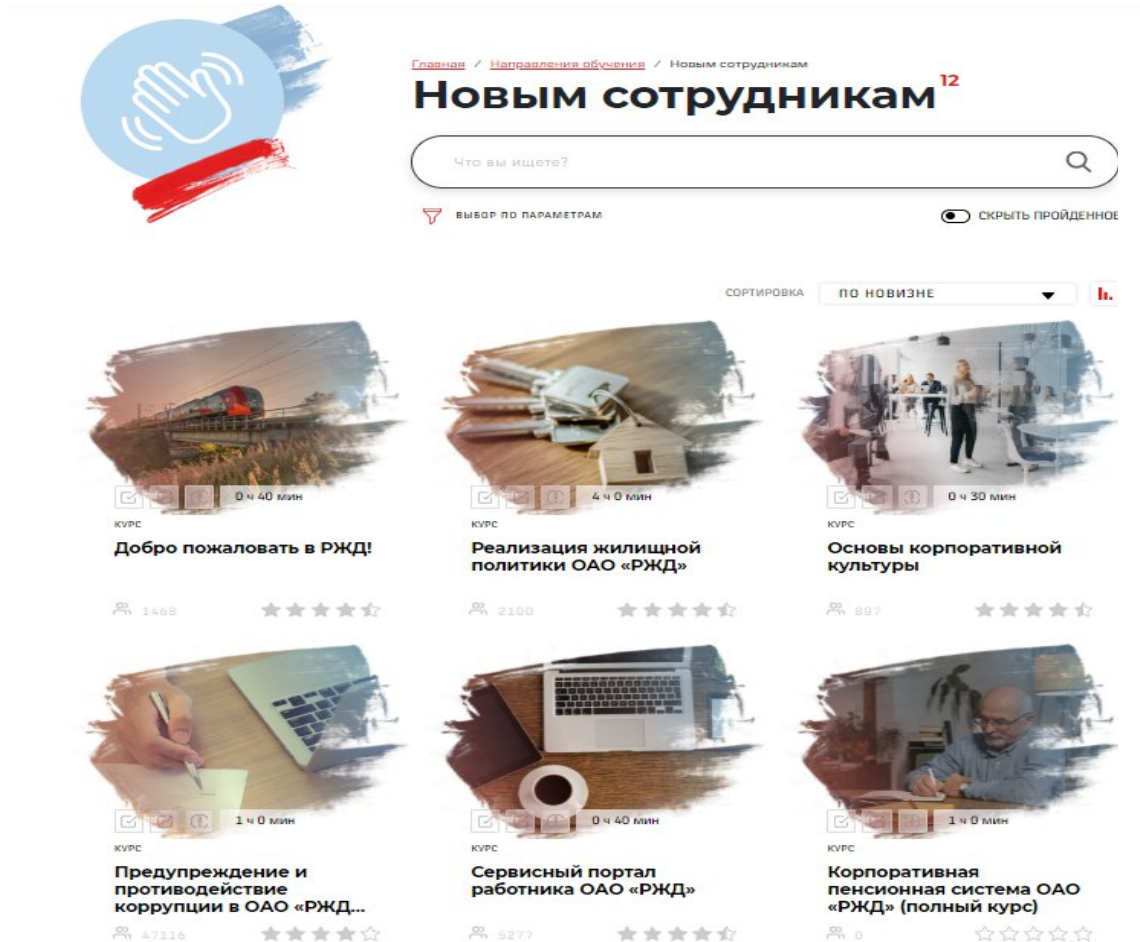 Главная / Направления обучения / Новым сотрудникам
Новым сотрудникам 12
Что вы ищете?
ВЫБОР ПО ПАРАМЕТРАМ
СКРЫТЬ ПРОЙДЕННОЕ
СОРТИРОВКА
ПО НОВИЗНЕ
0 ч 40 мин
4 ч 0 мин
0 ч 30 мин
КУРС
КУРС
КУРС
Добро пожаловать в РЖД!
Реализация жилищной
политики ОАО «РЖД»
Основы корпоративной
культуры
1468
2100
897
1 ч 0 мин
0 ч 40 мин
1 ч 0 мин
КУРС
КУРС
КУРС
Предупреждение и
противодействие
коррупции в ОАО «РЖД...
Сервисный портал
работника ОАО «РЖД»
Корпоративная
пенсионная система ОАО
«РЖД» (полный курс)
47116
5277
0